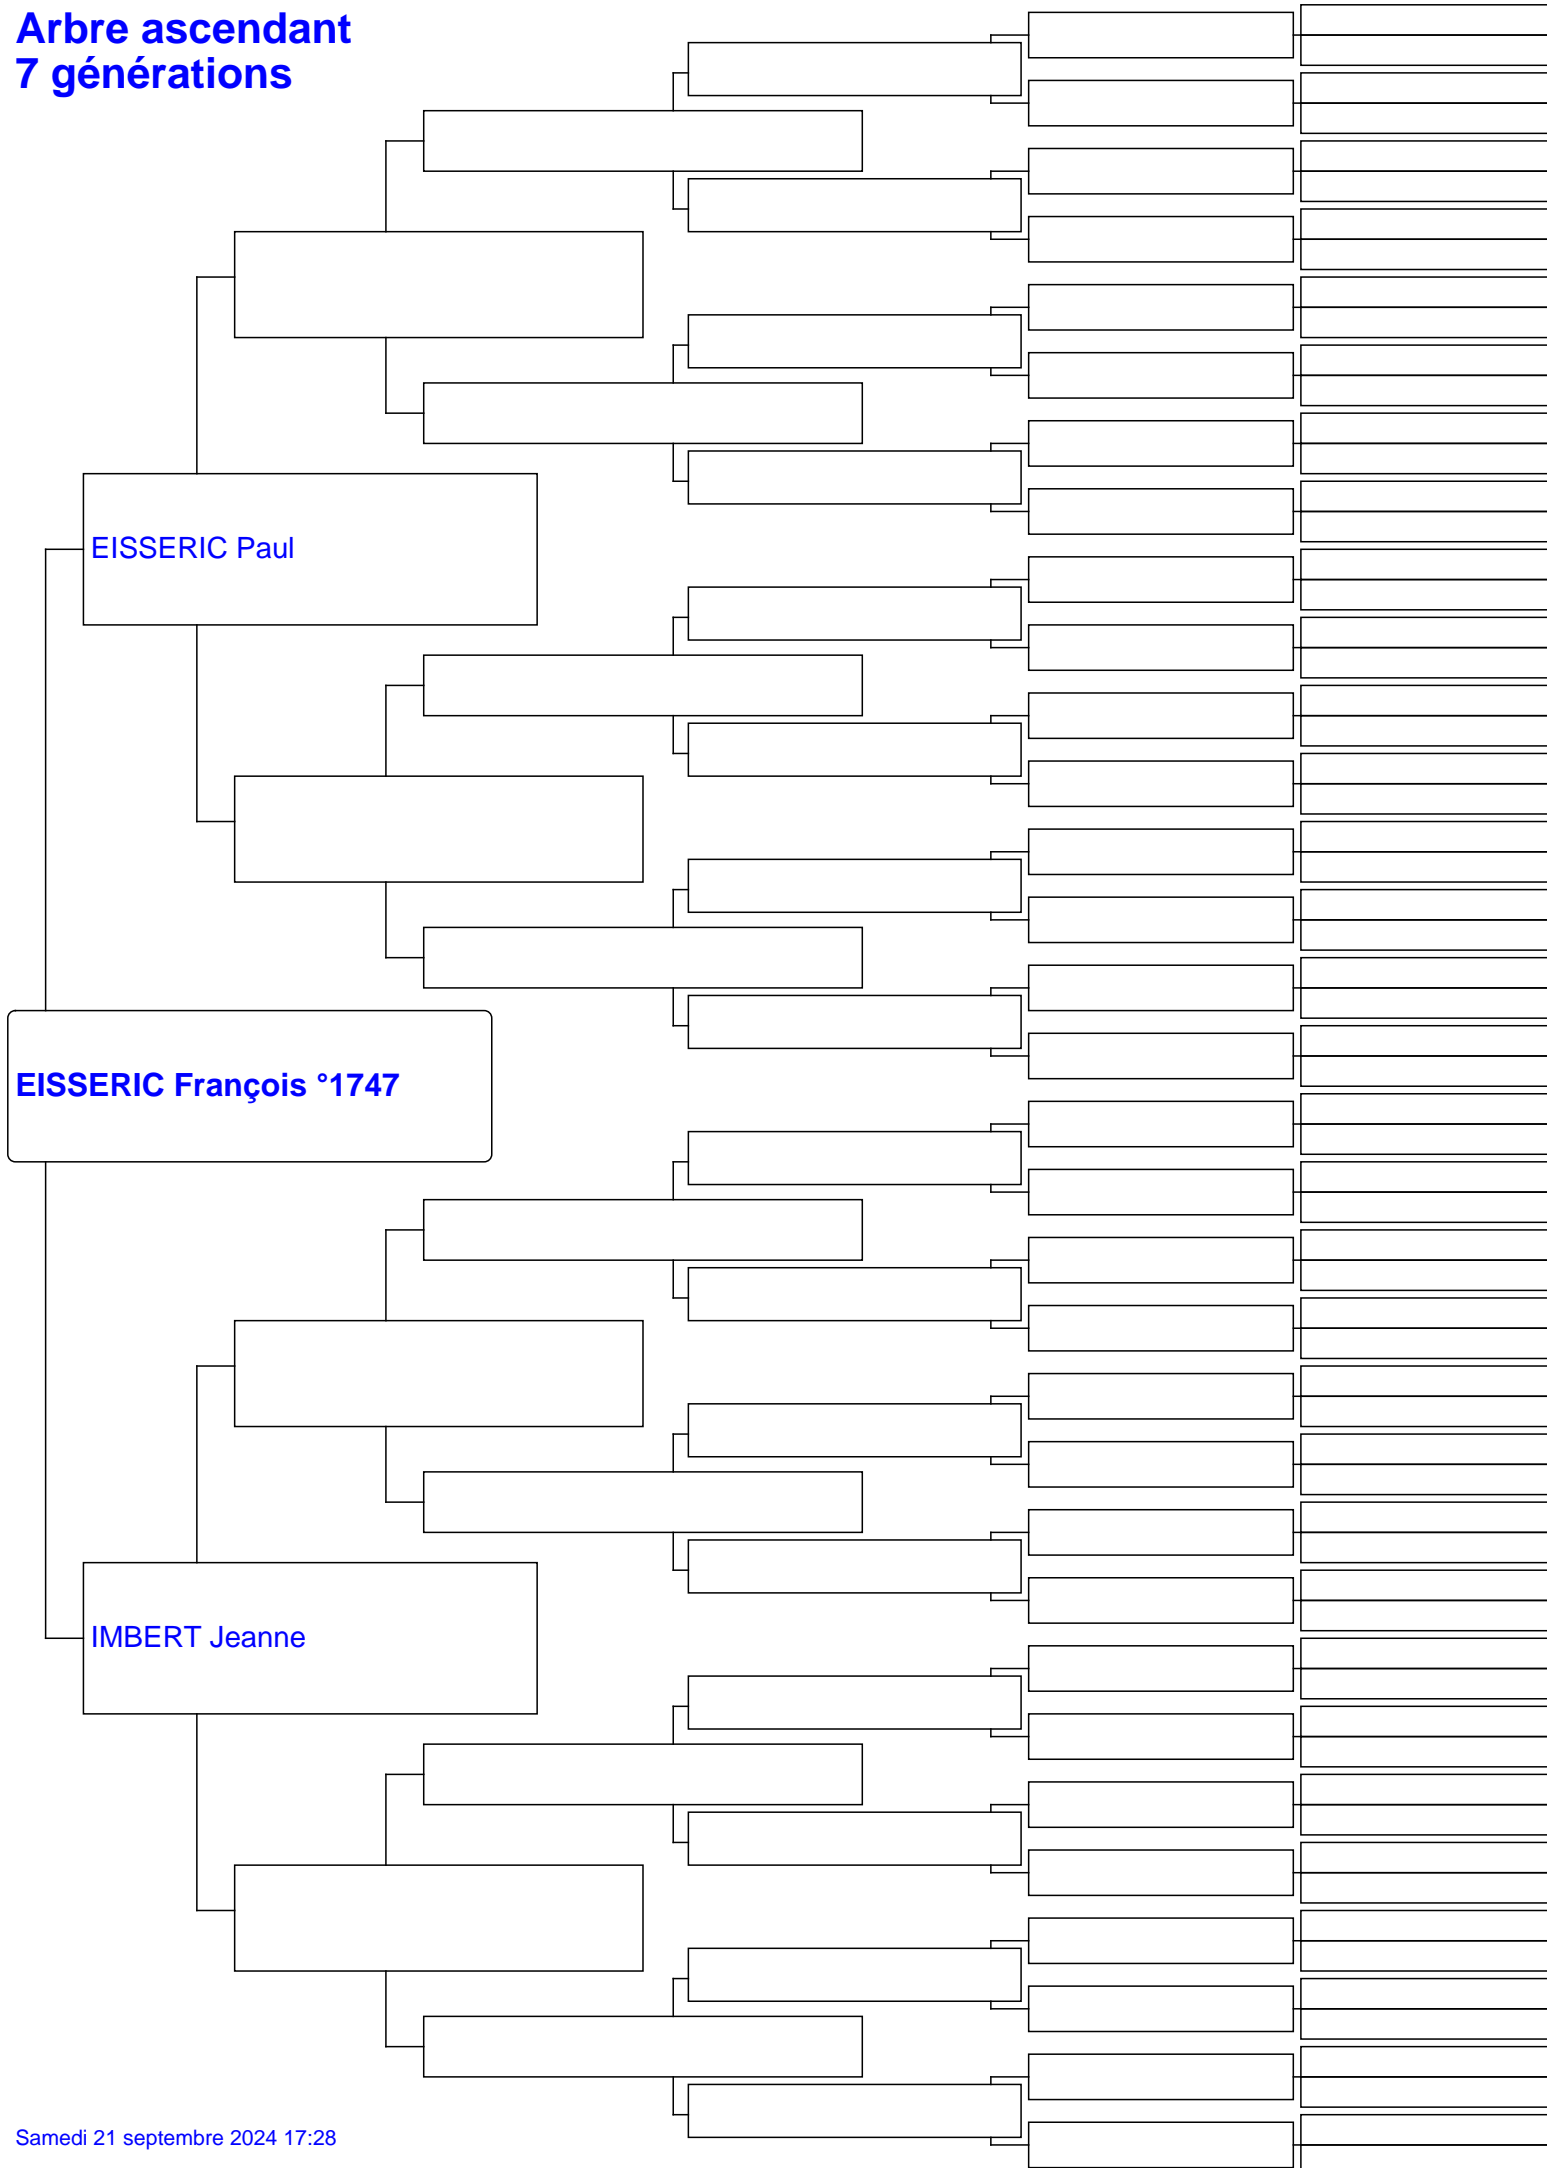 Arbre ascendant
7 générations
EISSERIC Paul
EISSERIC François °1747
IMBERT Jeanne
Samedi 21 septembre 2024 17:28